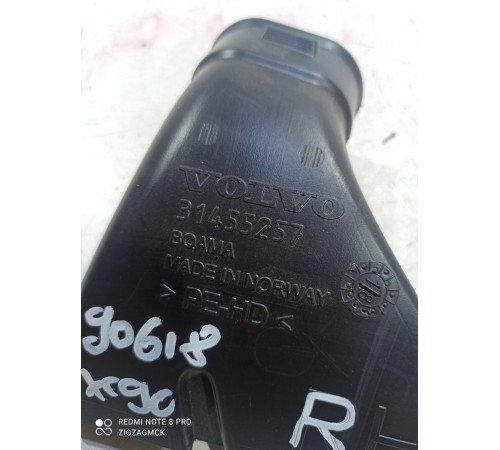 VOLVO
31455257
BQAMA
MADE IN NORWAY
> PE-HD <
90618
xc90
R
REDMI NOTE 8 PRO
ZIGZAGMCK